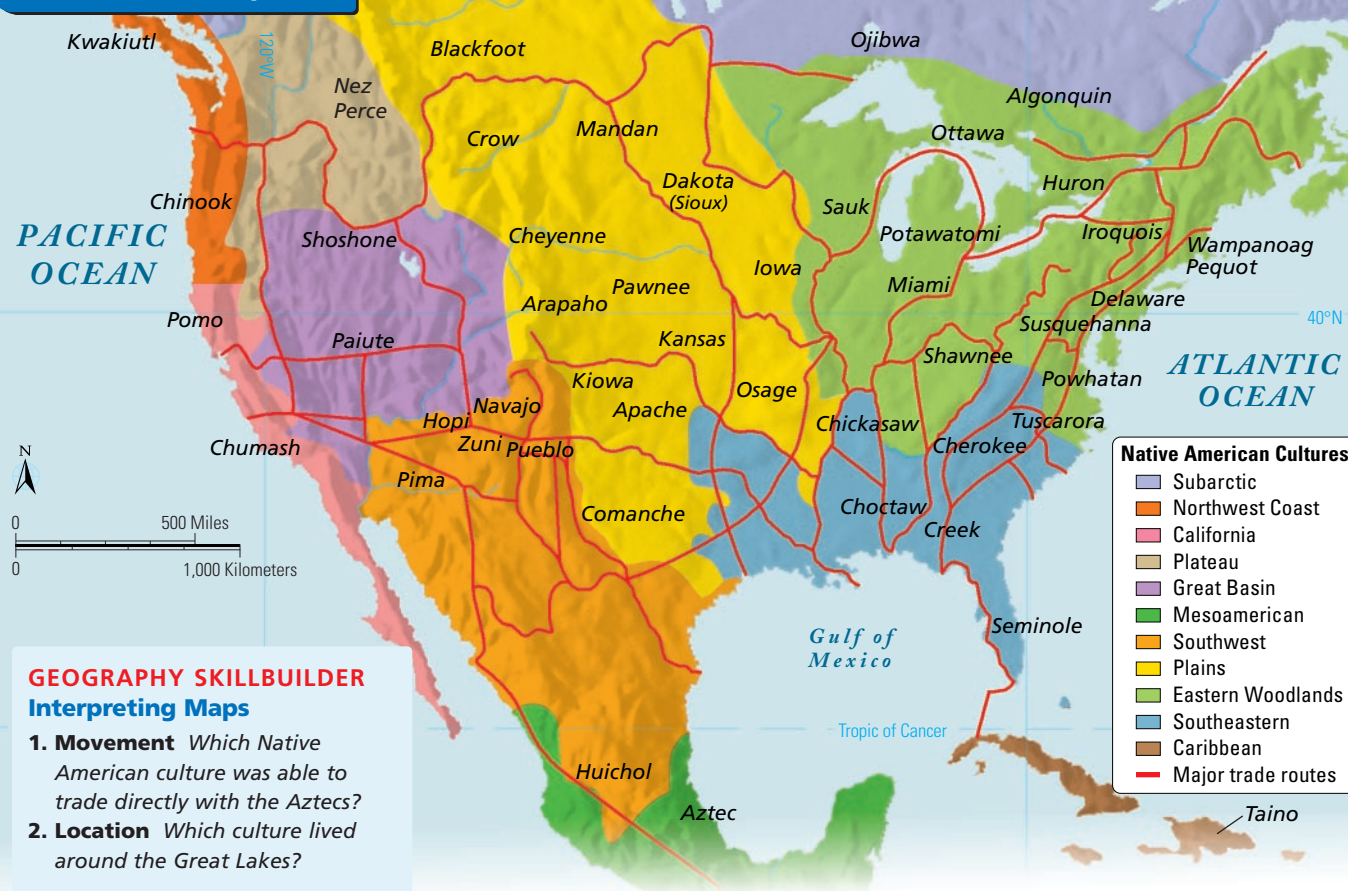 Kwakiutl
120°W
Blackfoot
Ojibwa
Nez
Perce
Algonquin
Crow
Mandan
Ottawa
Dakota
(Sioux)
Huron
Chinook
Sauk
PACIFIC
OCEAN
Shoshone
Cheyenne
Potawatomi
Iroquois
Wampanoag
Pequot
Iowa
Miami
Pawnee
Arapaho
Delaware
Pomo
Susquehanna
40°N
Paiute
Kansas
Shawnee
ATLANTIC
OCEAN
Kiowa
Osage
Powhatan
Navajo
Apache
Hopi
Chickasaw
Tuscarora
Chumash
Zuni
Pueblo
Cherokee
Pima
Comanche
Choctaw
Creek
Seminole
Gulf of
Mexico
Tropic of Cancer
Huichol
Aztec
Taino
N
0
500 Miles
0
1,000 Kilometers
Native American Cultures
Subarctic
Northwest Coast
California
Plateau
Great Basin
Mesoamerican
Southwest
Plains
Eastern Woodlands
Southeastern
Caribbean
Major trade routes
GEOGRAPHY SKILLBUILDER
Interpreting Maps
1. Movement Which Native
American culture was able to
trade directly with the Aztecs?
2. Location Which culture lived
around the Great Lakes?